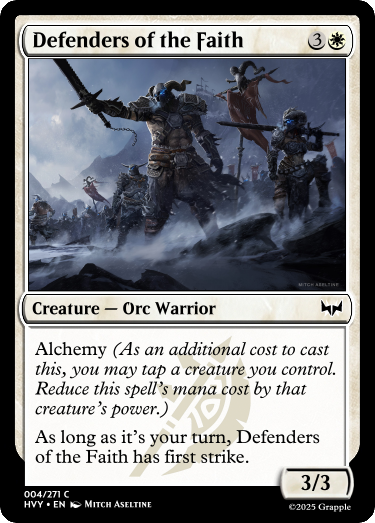 Defenders of the Faith 3
MITCH ASELTINE
Creature — Orc Warrior
Alchemy (As an additional cost to cast
this, you may tap a creature you control.
Reduce this spell's mana cost by that
creature's power.)
As long as it's your turn, Defenders
of the Faith has first strike.
3/3
004/271 C
HVY • EN Mitch Aseltine
©2025 Grapple